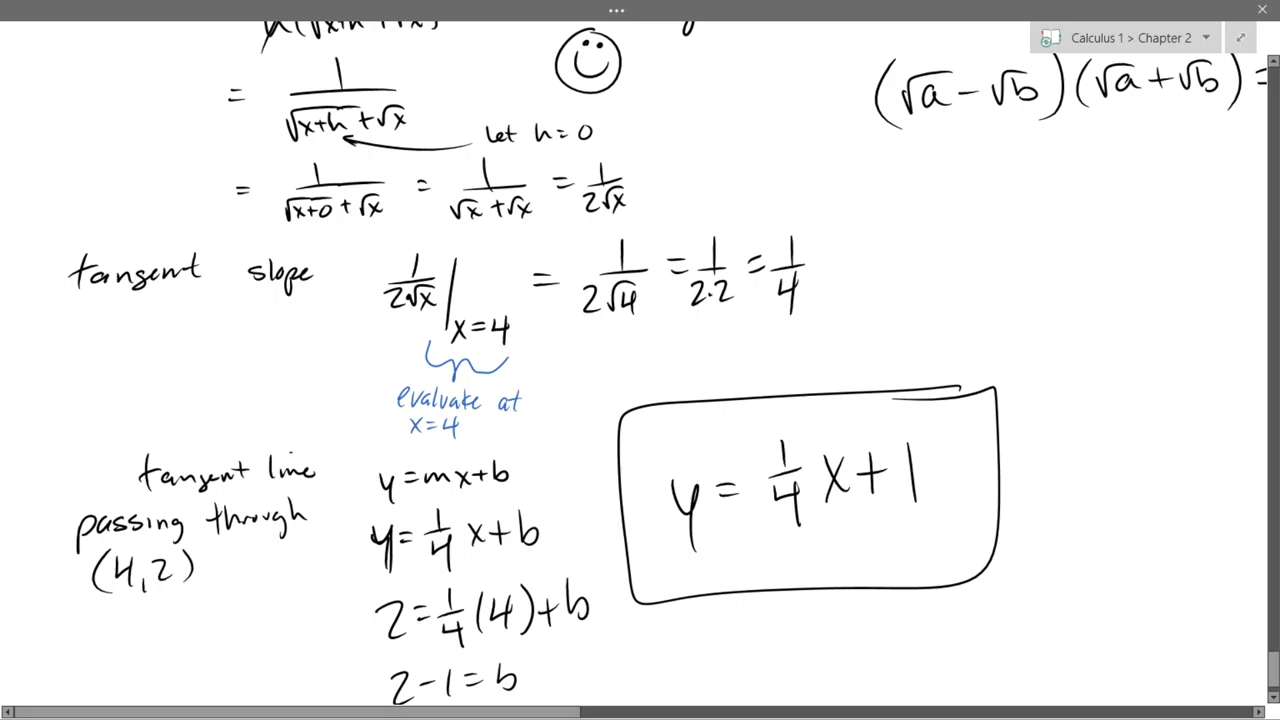 Calculus 1 > Chapter 2
(√a − √b)(√a + √b) =
= 1/(√x+h + √x)
let h = 0
= 1/(√x+0 + √x) = 1/(√x + √x) = 1/(2√x)
tangent slope 1/(2√x) |x=4 = 1/(2√4) = 1/(2·2) = 1/4
evaluake at
x=4
tangent line
passing through
(4,2)
y = mx + b
y = 1/4 x + b
2 = 1/4 (4) + b
2 − 1 = b
y = 1/4 x + 1